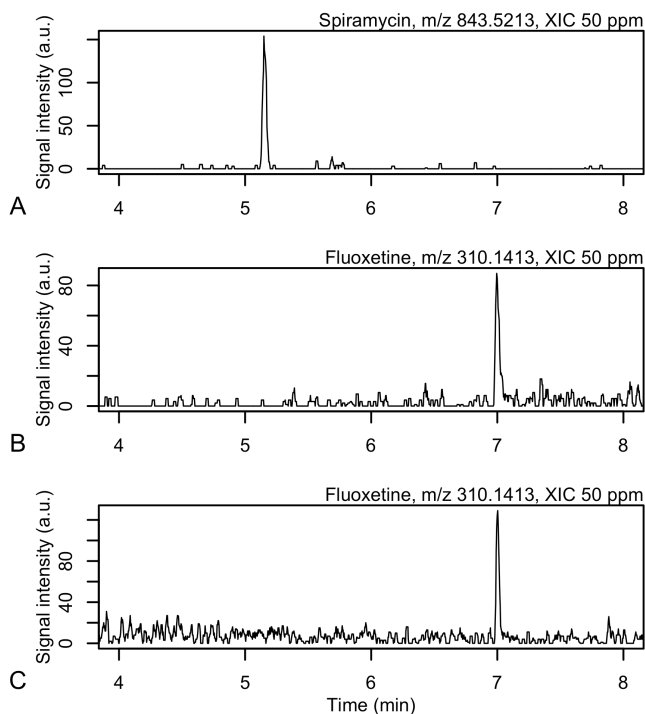 Spiramycin, m/z 843.5213, XIC 50 ppm
Signal intensity (a.u.)
100
50
0
4 5 6 7 8
A
Fluoxetine, m/z 310.1413, XIC 50 ppm
Signal intensity (a.u.)
80
40
0
4 5 6 7 8
B
Fluoxetine, m/z 310.1413, XIC 50 ppm
Signal intensity (a.u.)
80
40
0
4 5 6 7 8
C
Time (min)